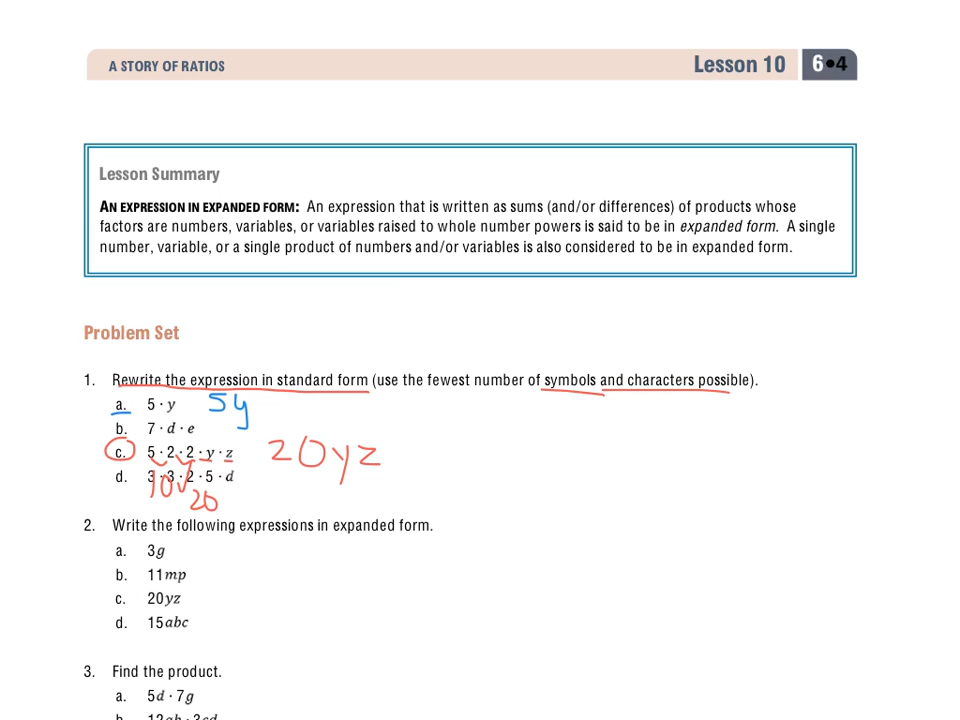 A STORY OF RATIOS
Lesson 10
6•4
Lesson Summary
AN EXPRESSION IN EXPANDED FORM: An expression that is written as sums (and/or differences) of products whose
factors are numbers, variables, or variables raised to whole number powers is said to be in expanded form. A single
number, variable, or a single product of numbers and/or variables is also considered to be in expanded form.
Problem Set
1. Rewrite the expression in standard form (use the fewest number of symbols and characters possible).
a. 5 · y 5y
b. 7 · d · e
c. 5 · 2 · 2 · y · z 20yz
d. 3 · 3 · 2 · 5 · d
10
20
2. Write the following expressions in expanded form.
a. 3g
b. 11mp
c. 20yz
d. 15abc
3. Find the product.
a. 5d · 7g
b. 12ab · 3cd